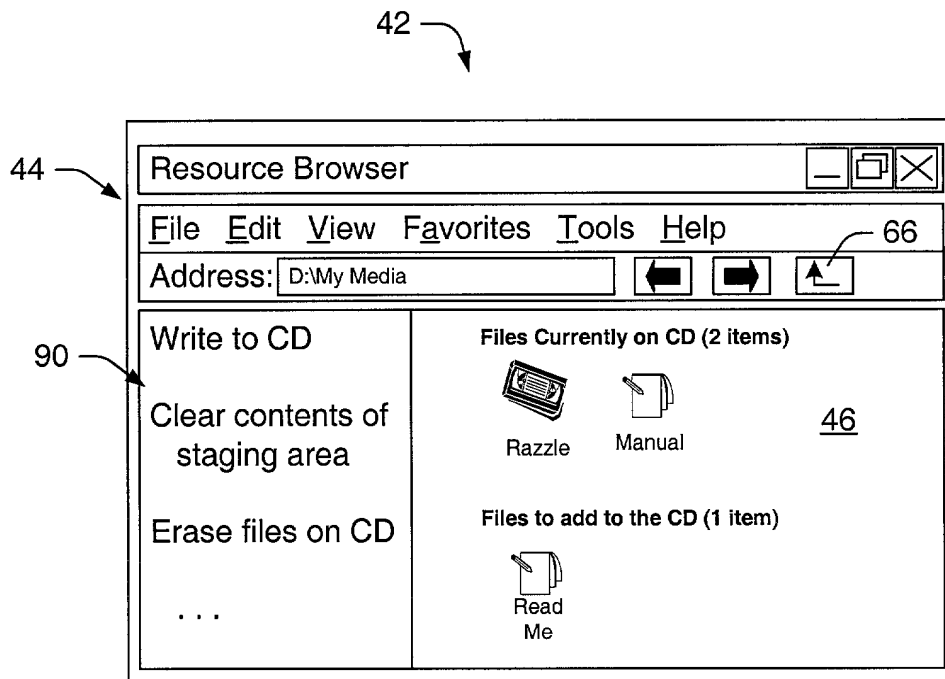 42
44
Resource Browser
File Edit View Favorites Tools Help
66
Address: D:\My Media
90
Write to CD
Clear contents of
staging area
Erase files on CD
. . .
Files Currently on CD (2 items)
Razzle
Manual
46
Files to add to the CD (1 item)
Read
Me